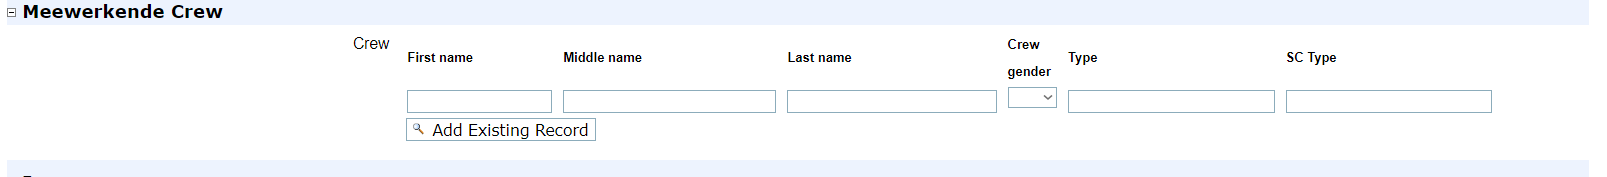 Meewerkende Crew
Crew
First name
Middle name
Last name
Crew
gender
Type
SC Type
Add Existing Record